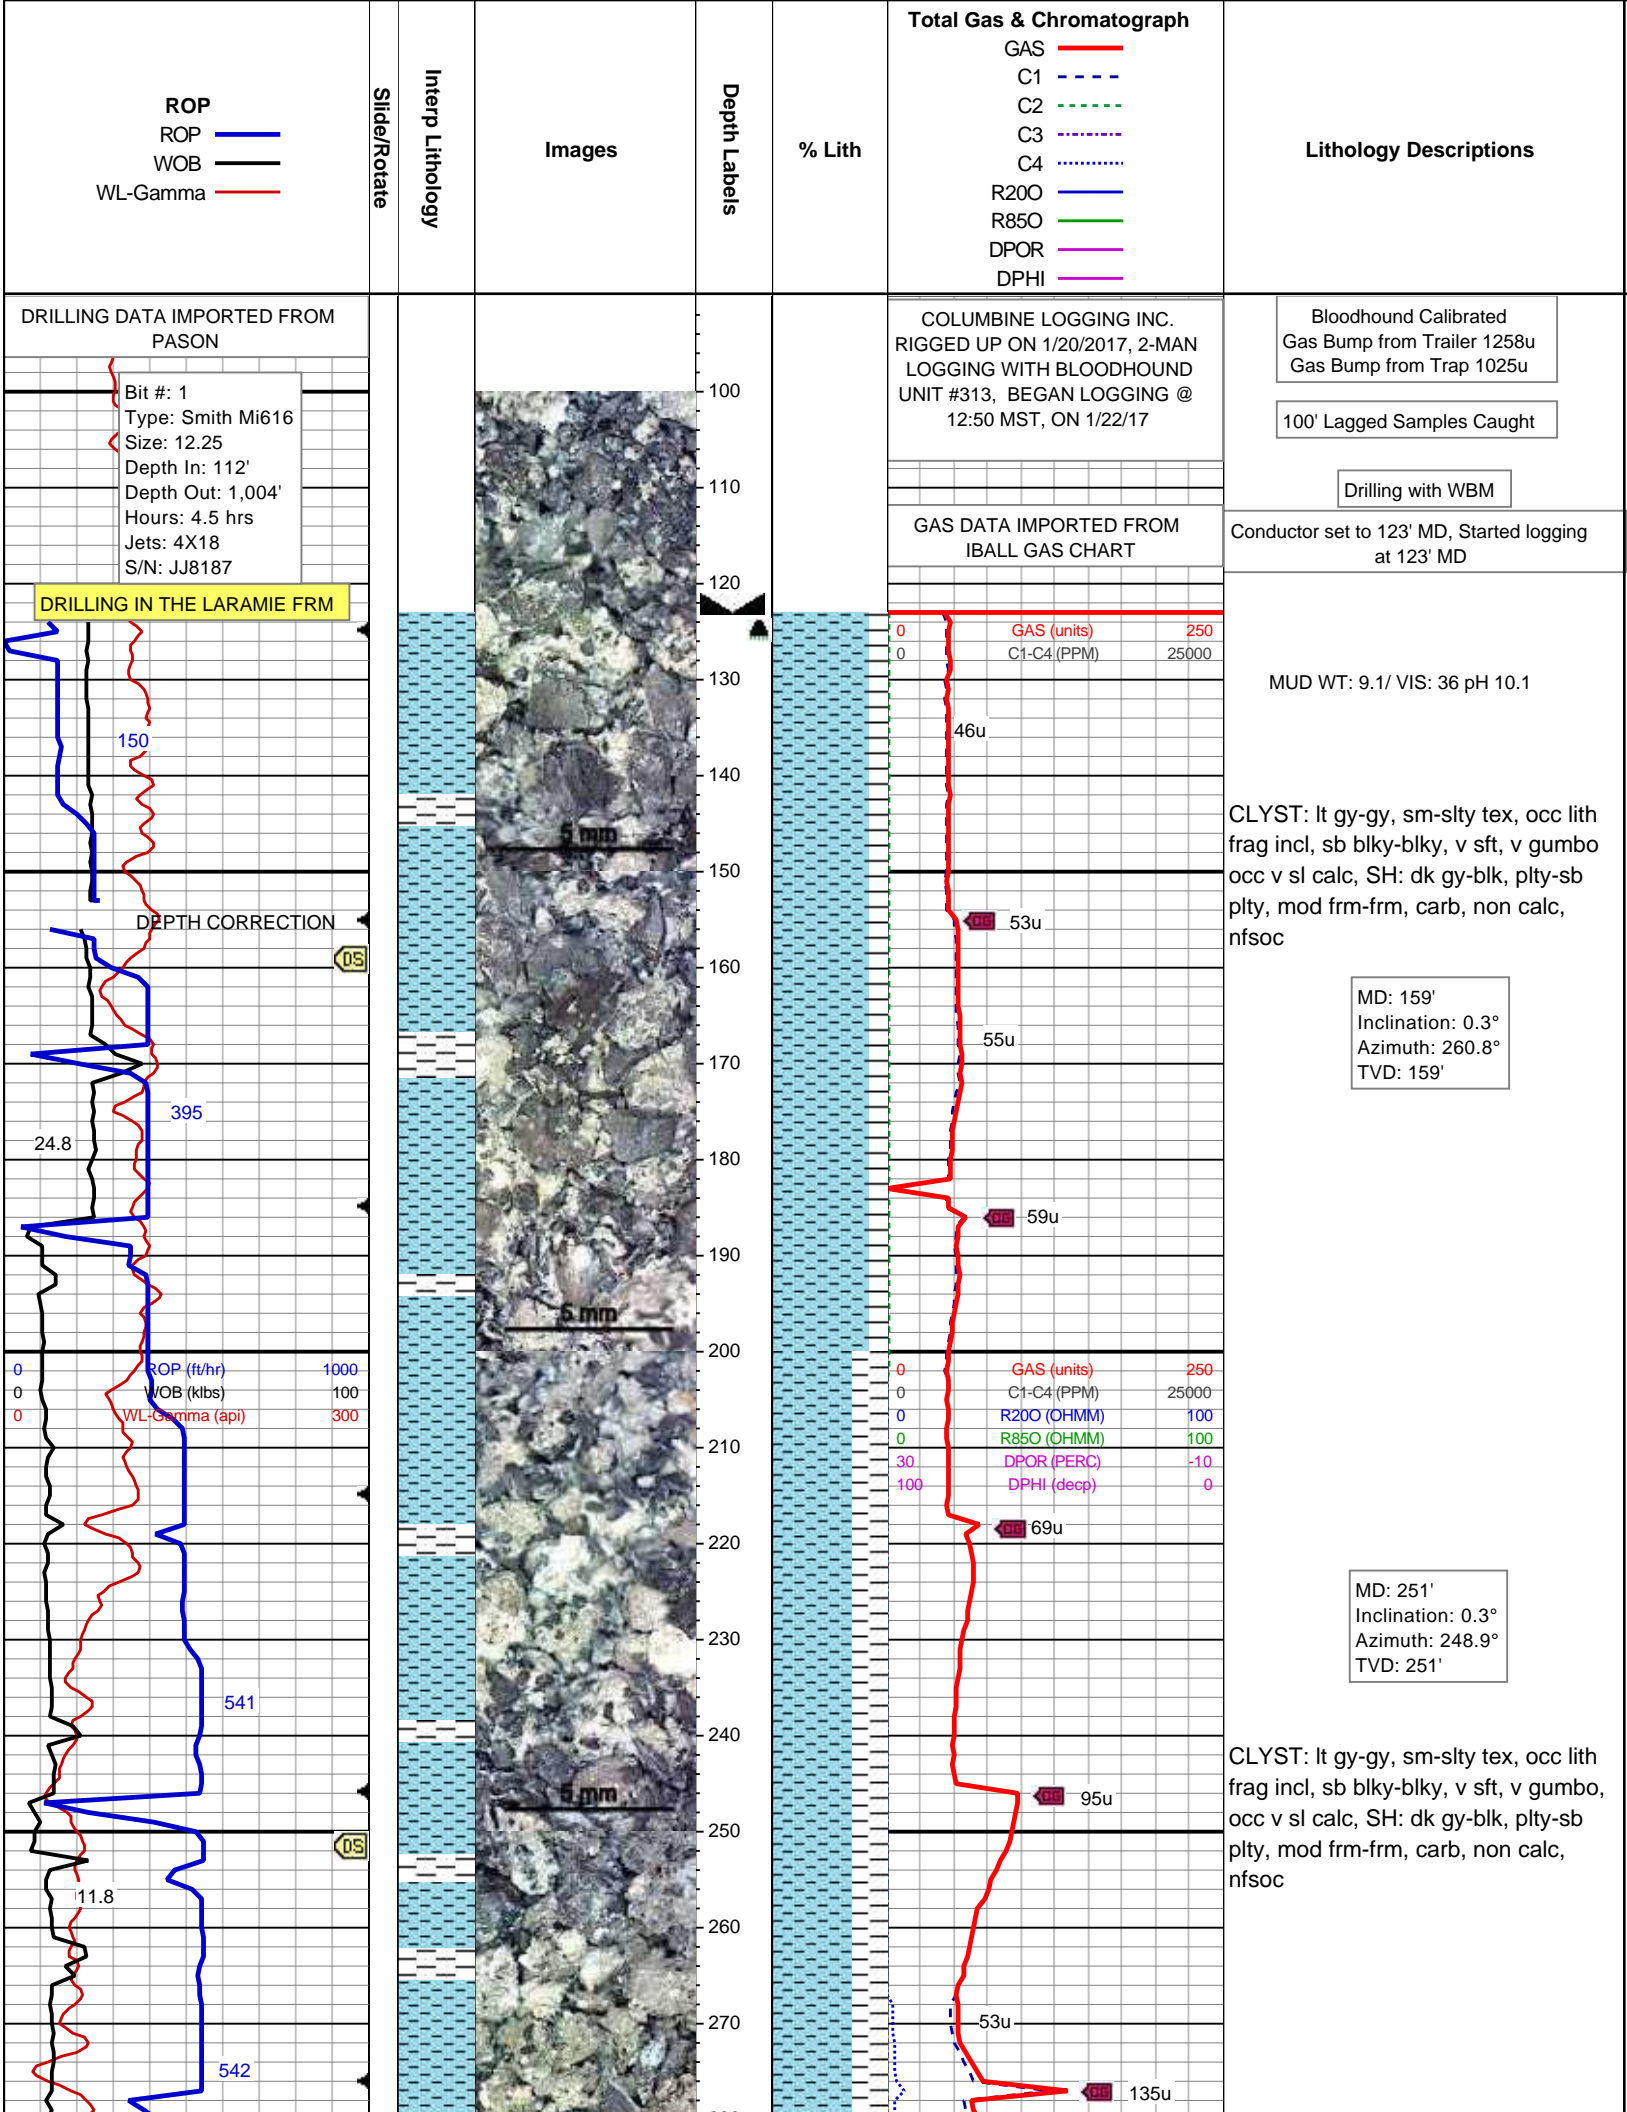 ROP
ROP
WOB
WL-Gamma
Slide/Rotate
Interp Lithology
Images
Depth Labels
% Lith
Total Gas & Chromatograph
GAS
C1
C2
C3
C4
R20O
R85O
DPOR
DPHI
Lithology Descriptions
DRILLING DATA IMPORTED FROM
PASON
Bit #: 1
Type: Smith Mi616
Size: 12.25
Depth In: 112'
Depth Out: 1,004'
Hours: 4.5 hrs
Jets: 4X18
S/N: JJ8187
DRILLING IN THE LARAMIE FRM
150
DEPTH CORRECTION
DS
395
24.8
0 ROP (ft/hr) 1000
0 WOB (klbs) 100
0 WL-Gamma (api) 300
541
DS
11.8
542
5 mm
5 mm
5 mm
100
110
120
130
140
150
160
170
180
190
200
210
220
230
240
250
260
270
COLUMBINE LOGGING INC.
RIGGED UP ON 1/20/2017, 2-MAN
LOGGING WITH BLOODHOUND
UNIT #313, BEGAN LOGGING @
12:50 MST, ON 1/22/17
GAS DATA IMPORTED FROM
IBALL GAS CHART
0 GAS (units) 250
0 C1-C4 (PPM) 25000
46u
CG 53u
55u
CG 59u
0 GAS (units) 250
0 C1-C4 (PPM) 25000
0 R20O (OHMM) 100
0 R85O (OHMM) 100
30 DPOR (PERC) -10
100 DPHI (decp) 0
CG 69u
CG 95u
53u
CG 135u
Bloodhound Calibrated
Gas Bump from Trailer 1258u
Gas Bump from Trap 1025u
100' Lagged Samples Caught
Drilling with WBM
Conductor set to 123' MD, Started logging
at 123' MD
MUD WT: 9.1/ VIS: 36 pH 10.1
CLYST: lt gy-gy, sm-slty tex, occ lith
frag incl, sb blky-blky, v sft, v gumbo
occ v sl calc, SH: dk gy-blk, plty-sb
plty, mod frm-frm, carb, non calc,
nfsoc
MD: 159'
Inclination: 0.3°
Azimuth: 260.8°
TVD: 159'
MD: 251'
Inclination: 0.3°
Azimuth: 248.9°
TVD: 251'
CLYST: lt gy-gy, sm-slty tex, occ lith
frag incl, sb blky-blky, v sft, v gumbo,
occ v sl calc, SH: dk gy-blk, plty-sb
plty, mod frm-frm, carb, non calc,
nfsoc